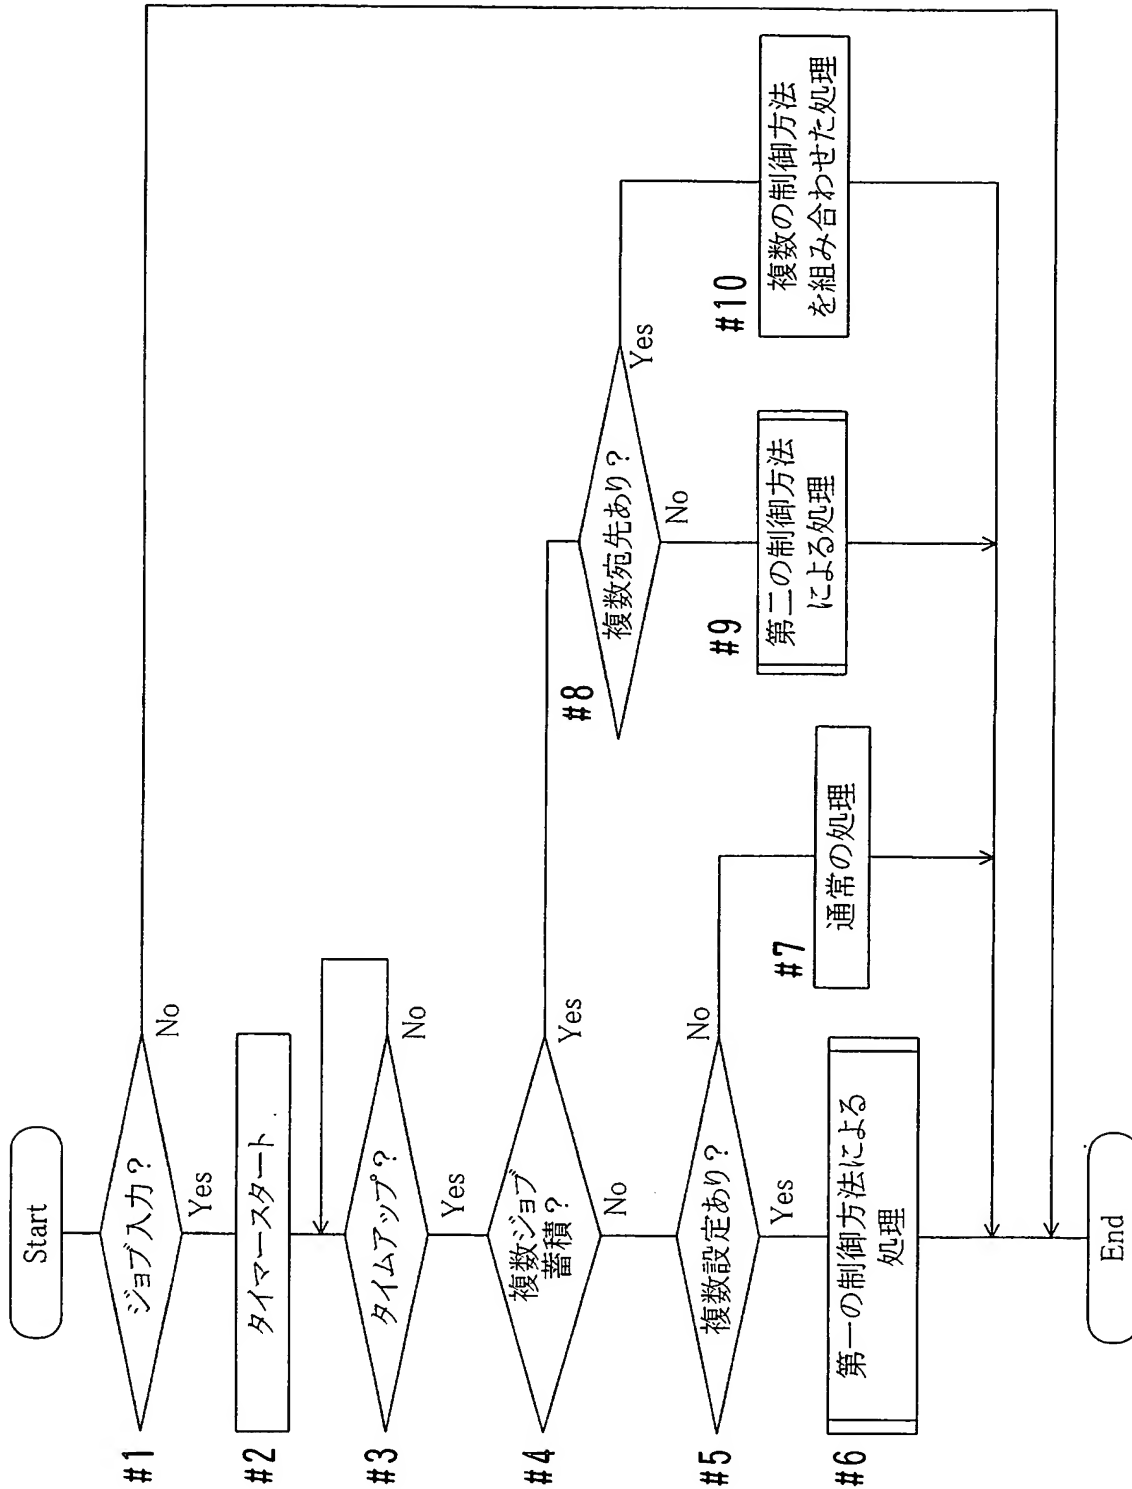 Start
#1
ジョブ入力?
No
Yes
#2
タイマースタート
#3
タイムアップ?
No
Yes
#4
複数ジョブ
蓄積?
Yes
No
#8
複数宛先あり?
Yes
No
#5
複数設定あり?
No
Yes
#6
第一の制御方法による
処理
#7
通常の処理
#9
第二の制御方法
による処理
#10
複数の制御方法
を組み合わせた処理
End